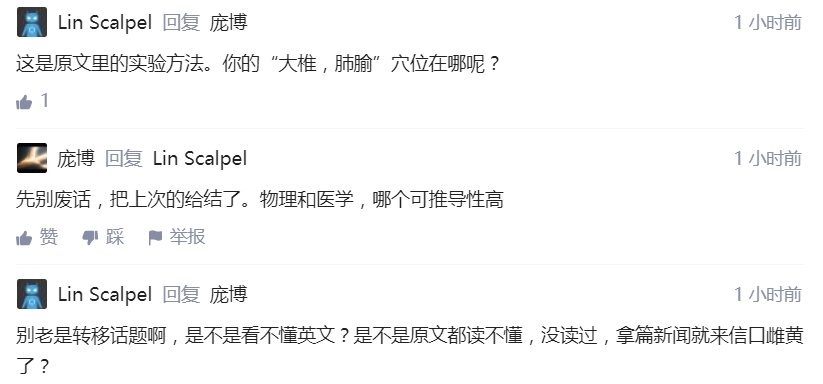 Lin Scalpel 回复 庞博 1 小时前
这是原文里的实验方法。你的“大椎，肺腧”穴位在哪呢？
1
庞博 回复 Lin Scalpel 1 小时前
先别废话，把上次的给结了。物理和医学，哪个可推导性高
赞 踩 举报
Lin Scalpel 回复 庞博 1 小时前
别老是转移话题啊，是不是看不懂英文？是不是原文都读不懂，没读过，拿篇新闻就来信口雌黄
了？